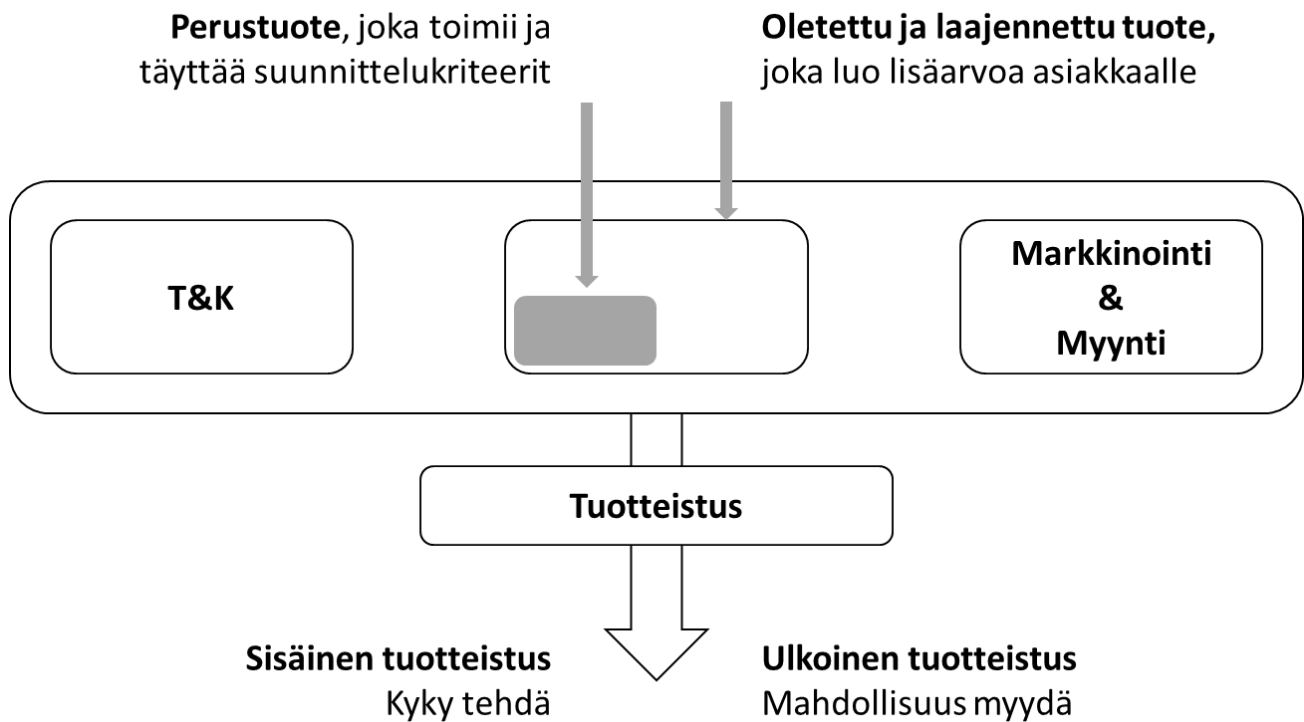 Perustuote, joka toimii ja
täyttää suunnittelukriteerit
Oletettu ja laajennettu tuote,
joka luo lisäarvoa asiakkaalle
T&K
Markkinointi
&
Myynti
Tuotteistus
Sisäinen tuotteistus
Kyky tehdä
Ulkoinen tuotteistus
Mahdollisuus myydä